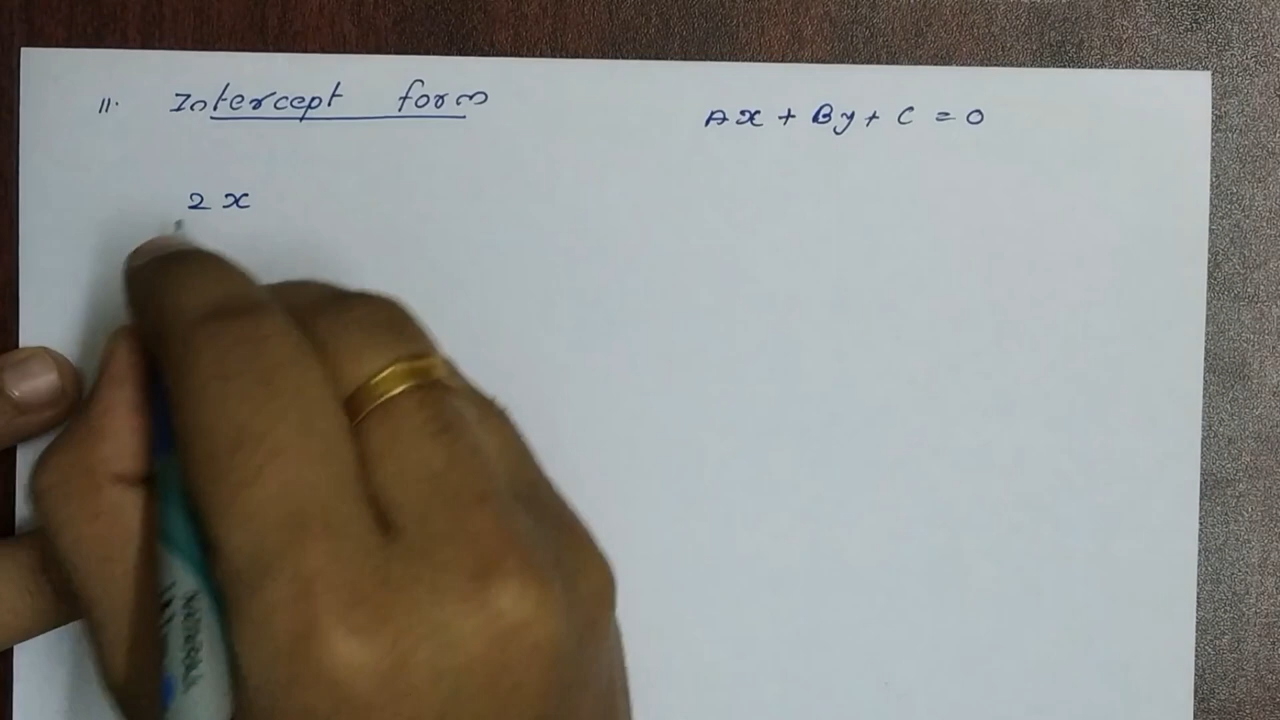 11. Intercept form
Ax + By + C = 0
2x